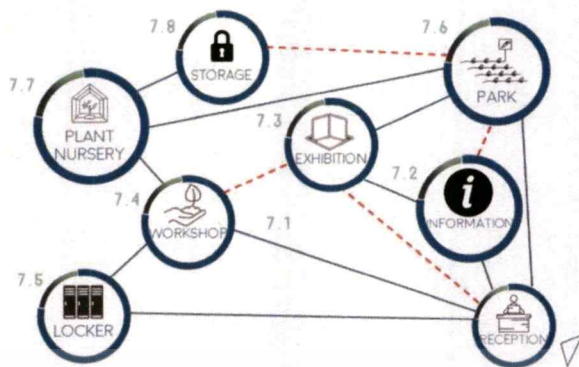 7.8
STORAGE
7.6
PARK
7.7
PLANT
NURSERY
7.3
EXHIBITION
7.4
WORKSHOP
7.2
i
INFORMATION
7.1
7.5
LOCKER
RECEPTION